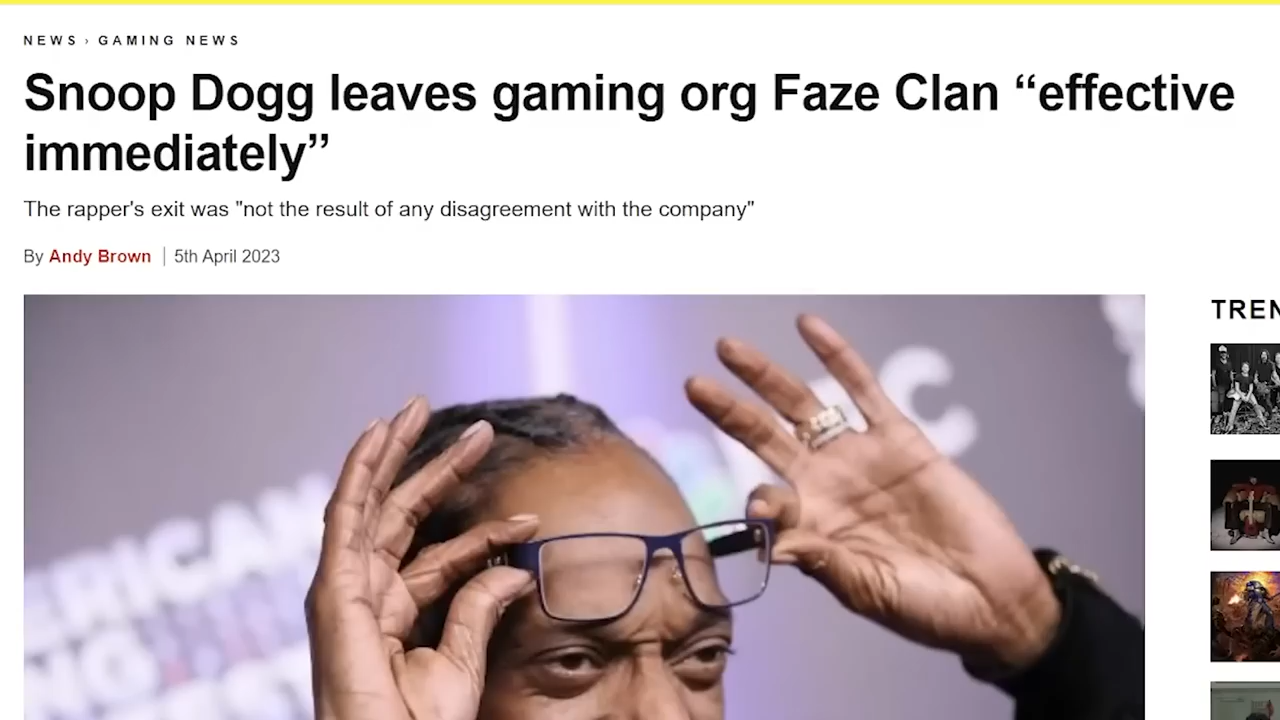 NEWS › GAMING NEWS
Snoop Dogg leaves gaming org Faze Clan “effective
immediately”
The rapper's exit was "not the result of any disagreement with the company"
By Andy Brown | 5th April 2023